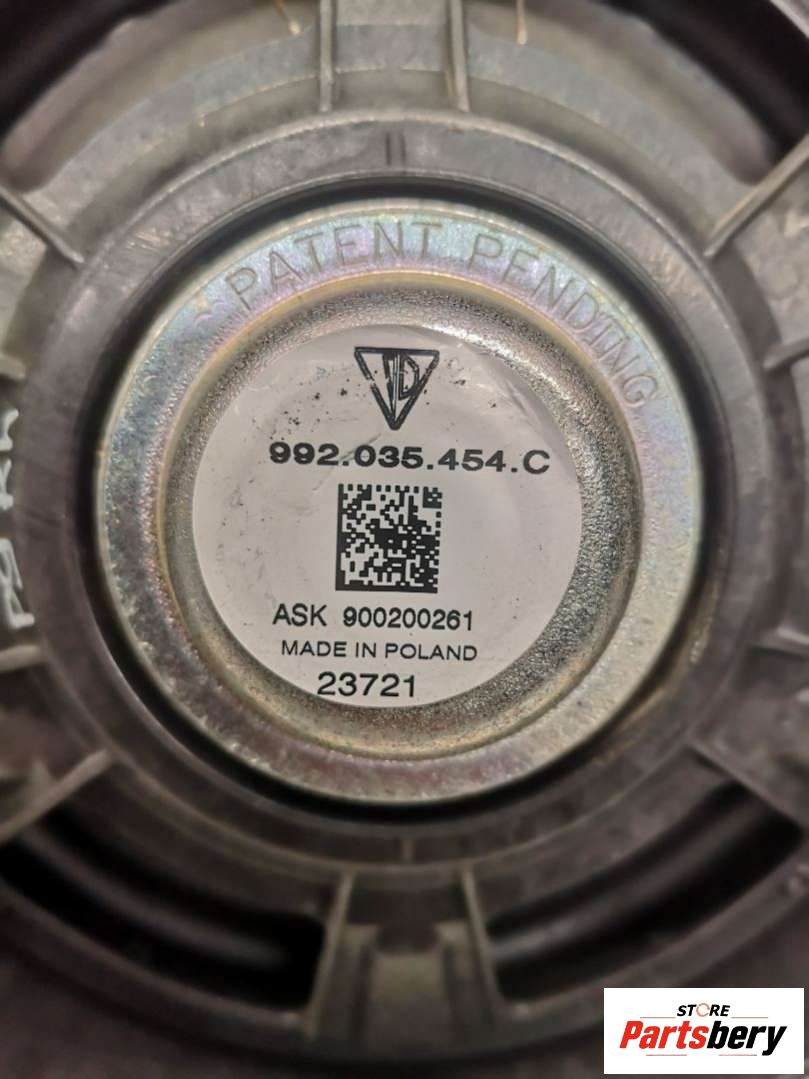 PATENT PENDING
992.035.454.C
ASK 900200261
MADE IN POLAND
23721
STORE
Partsbery